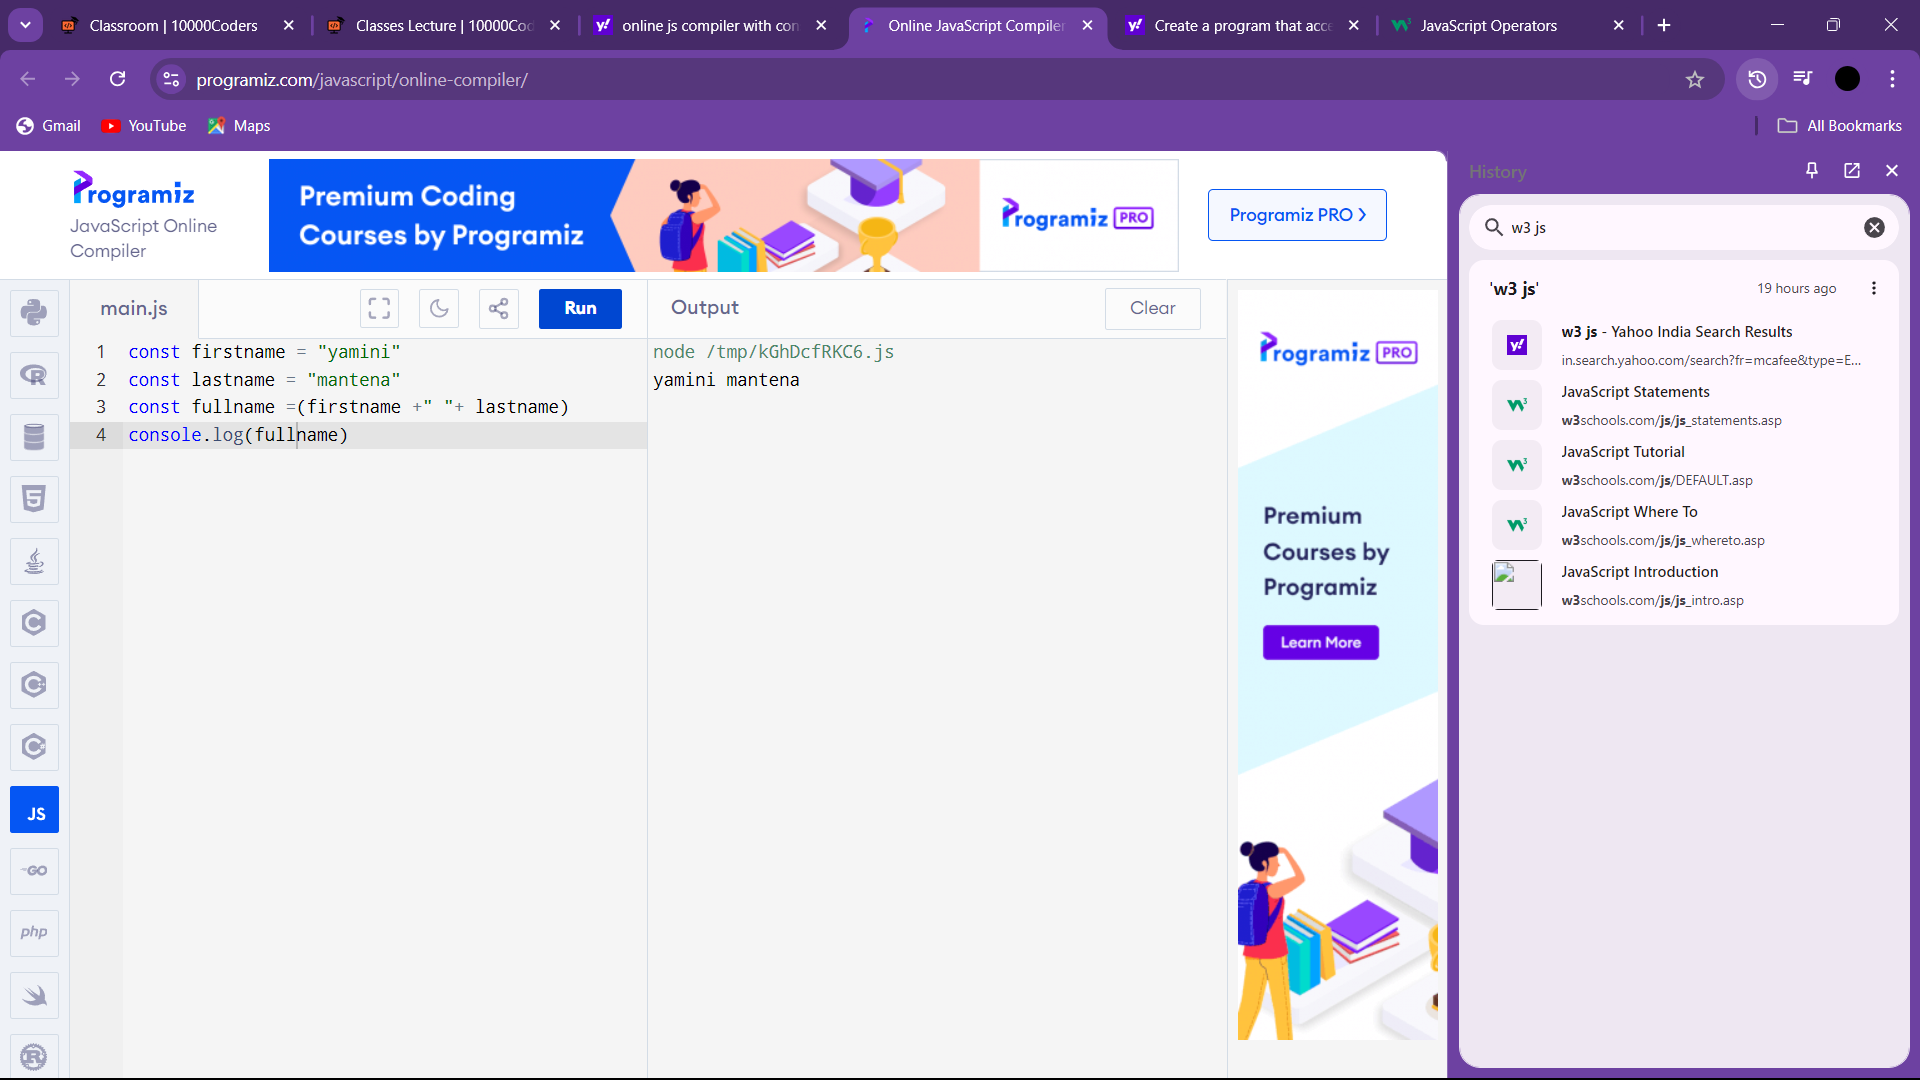 Classroom | 10000Coders
Classes Lecture | 10000Cod
online js compiler with con
Online JavaScript Compiler
Create a program that acce
JavaScript Operators
programiz.com/javascript/online-compiler/
Gmail
YouTube
Maps
All Bookmarks
Programiz
JavaScript Online
Compiler
Premium Coding
Courses by Programiz
Programiz PRO
Programiz PRO
main.js
Run
Output
Clear
1 const firstname = "yamini"
2 const lastname = "mantena"
3 const fullname =(firstname +" "+ lastname)
4 console.log(fullname)
node /tmp/kGhDcfRKC6.js
yamini mantena
JS
GO
php
Programiz PRO
Premium
Courses by
Programiz
Learn More
History
w3 js
'w3 js'
19 hours ago
w3 js - Yahoo India Search Results
in.search.yahoo.com/search?fr=mcafee&type=E...
JavaScript Statements
w3schools.com/js/js_statements.asp
JavaScript Tutorial
w3schools.com/js/DEFAULT.asp
JavaScript Where To
w3schools.com/js/js_whereto.asp
JavaScript Introduction
w3schools.com/js/js_intro.asp